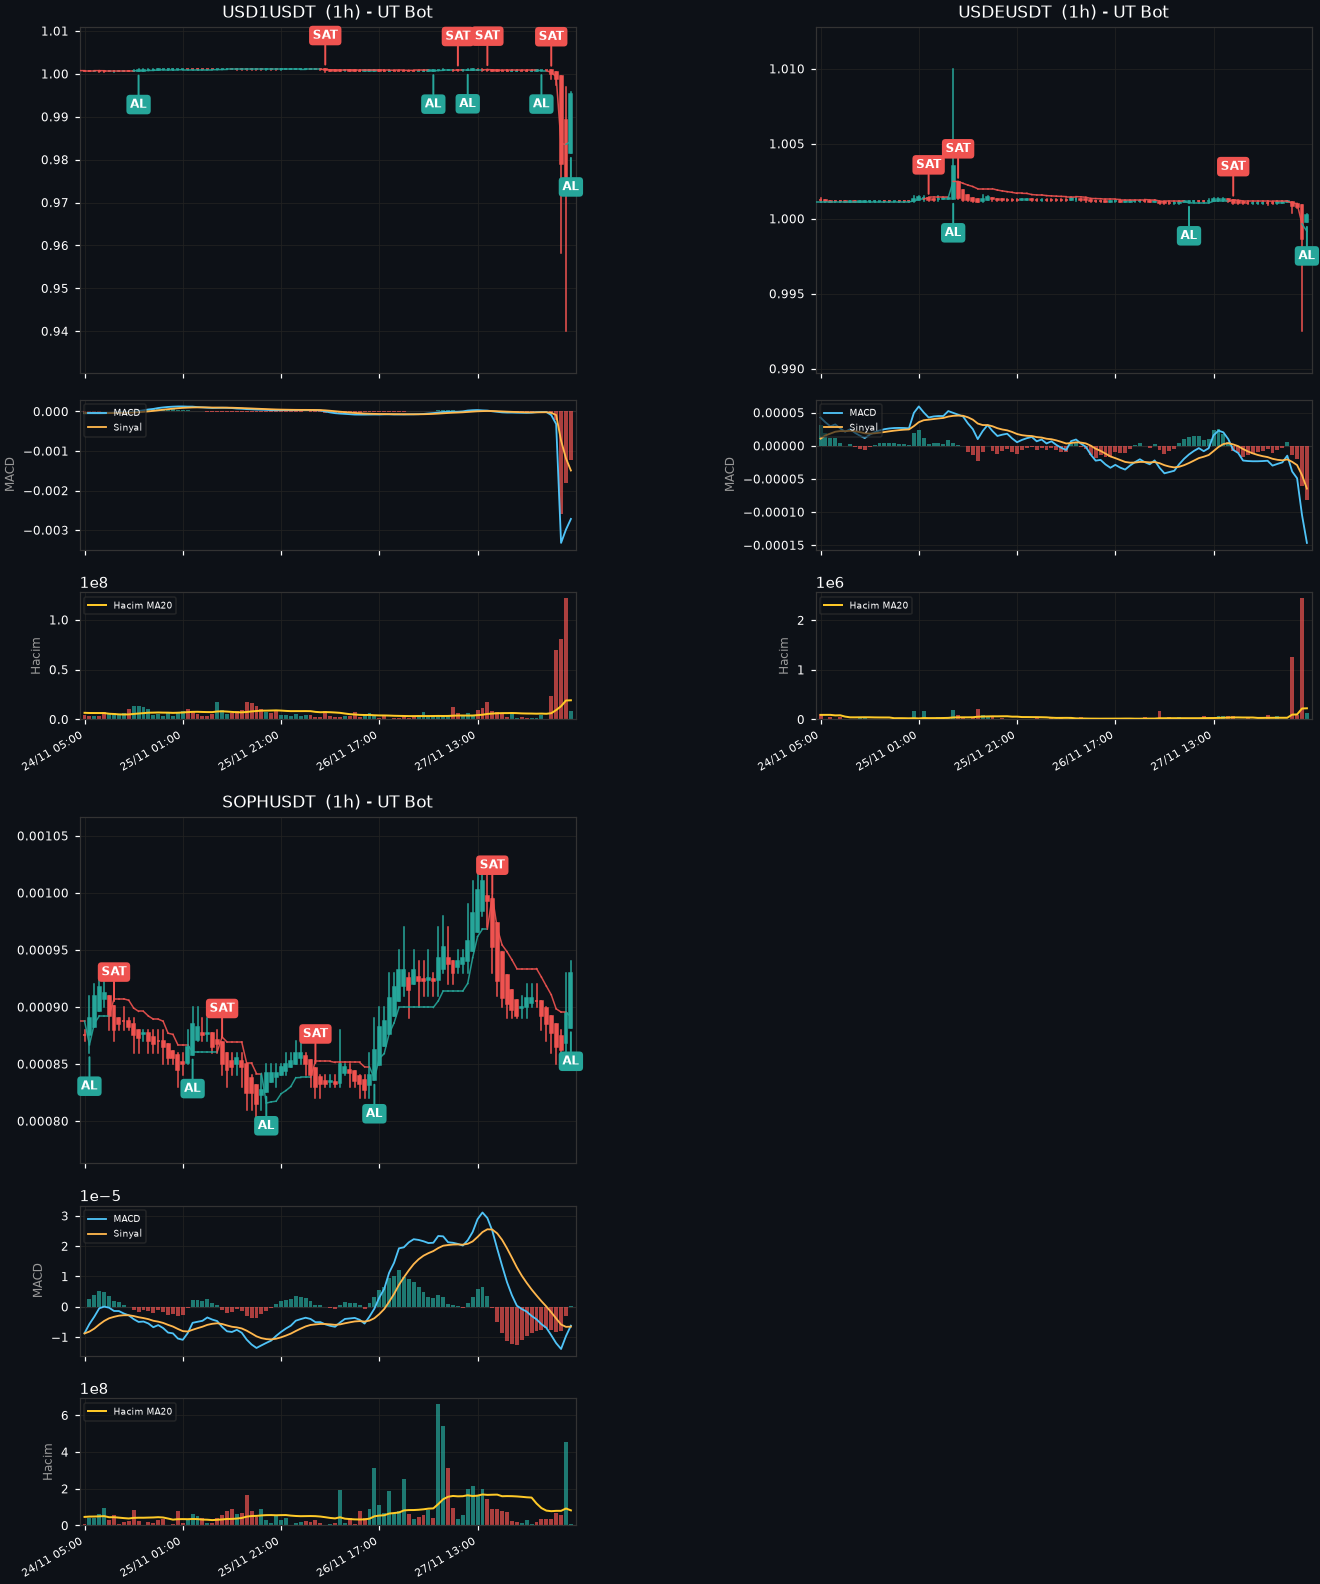 USD1USDT  (1h) - UT Bot
1.01
1.00
0.99
0.98
0.97
0.96
0.95
0.94
SAT
SAT
SAT
SAT
AL
AL
AL
AL
AL
0.000
−0.001
−0.002
−0.003
MACD
MACD
Sinyal
1e8
1.0
0.5
0.0
Hacim
Hacim MA20
24/11 05:00
25/11 01:00
25/11 21:00
26/11 17:00
27/11 13:00
USDEUSDT  (1h) - UT Bot
1.010
1.005
1.000
0.995
0.990
SAT
SAT
SAT
AL
AL
AL
0.00005
0.00000
−0.00005
−0.00010
−0.00015
MACD
MACD
Sinyal
1e6
2
1
0
Hacim
Hacim MA20
24/11 05:00
25/11 01:00
25/11 21:00
26/11 17:00
27/11 13:00
SOPHUSDT  (1h) - UT Bot
0.00105
0.00100
0.00095
0.00090
0.00085
0.00080
SAT
SAT
SAT
SAT
AL
AL
AL
AL
AL
1e−5
3
2
1
0
−1
MACD
MACD
Sinyal
1e8
6
4
2
0
Hacim
Hacim MA20
24/11 05:00
25/11 01:00
25/11 21:00
26/11 17:00
27/11 13:00